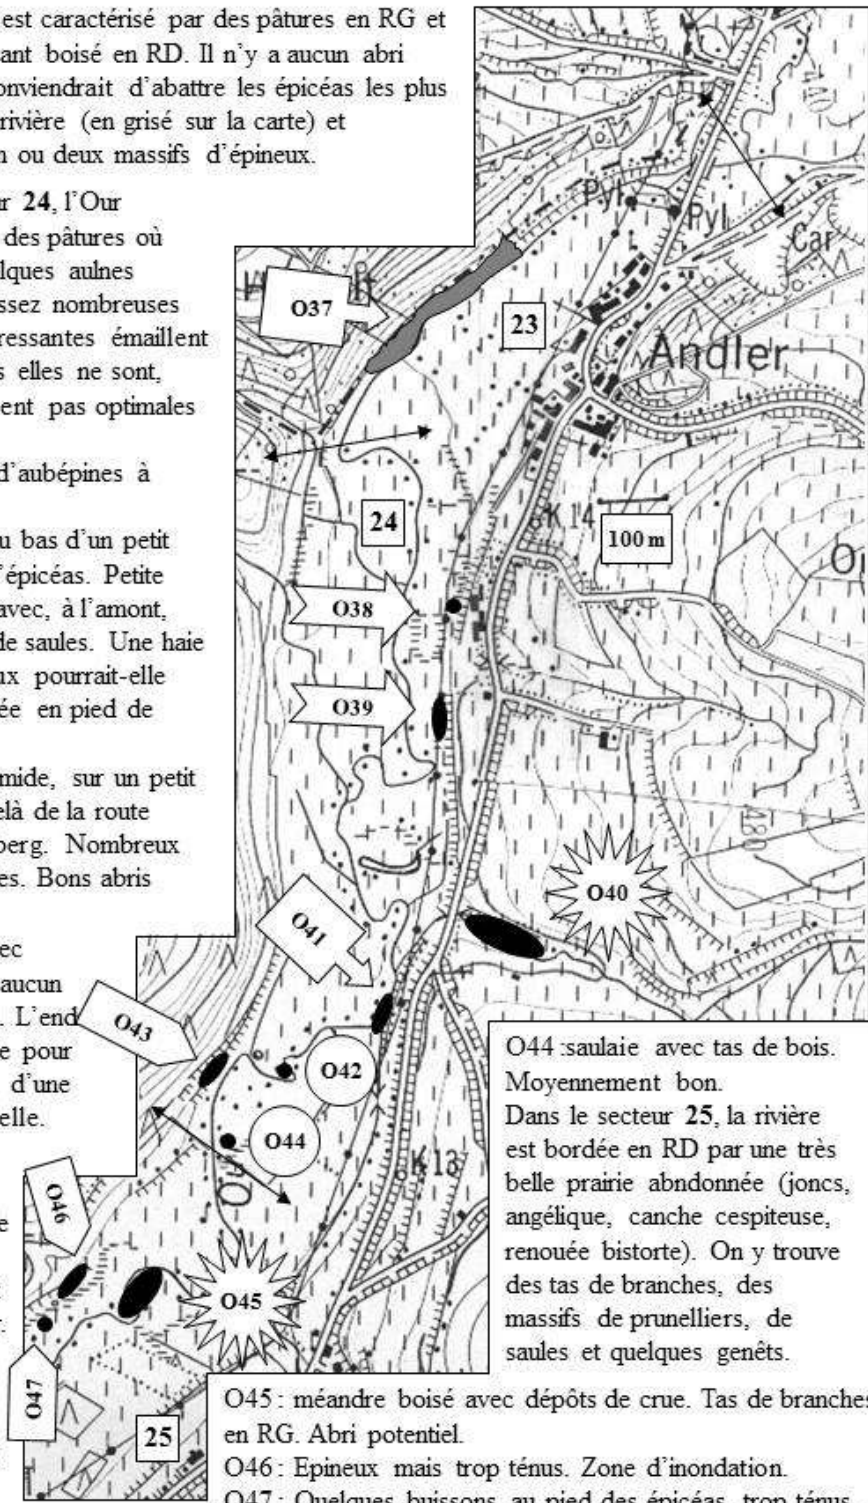 est caractérisé par des pâtures en RG et
ant boisé en RD. Il n’y a aucun abri
onviendrait d’abattre les épicéas les plus
rivière (en grisé sur la carte) et
n ou deux massifs d’épineux.
r 24, l’Our
des pâtures où
lques aulnes
ssez nombreuses
ressantes émaillent
s elles ne sont,
ent pas optimales
d’aubépines à
u bas d’un petit
’épicéas. Petite
avec, à l’amont,
de saules. Une haie
ux pourrait-elle
ée en pied de
mide, sur un petit
elà de la route
berg. Nombreux
es. Bons abris
ec
aucun
. L’end
e pour
d’une
elle.
e
r.
Pyl
Pyl
Car
O37
23
Andler
24
K 14
100 m
O38
O39
480
O40
O41
O43
O42
O44
K 13
O46
O45
O47
25
O44 :saulaie avec tas de bois.
Moyennement bon.
Dans le secteur 25, la rivière
est bordée en RD par une très
belle prairie abndonnée (joncs,
angélique, canche cespiteuse,
renouée bistorte). On y trouve
des tas de branches, des
massifs de prunelliers, de
saules et quelques genêts.
O45 : méandre boisé avec dépôts de crue. Tas de branches
en RG. Abri potentiel.
O46 : Epineux mais trop ténus. Zone d’inondation.
O47 : Quelques buissons au pied des épicéas, trop ténus